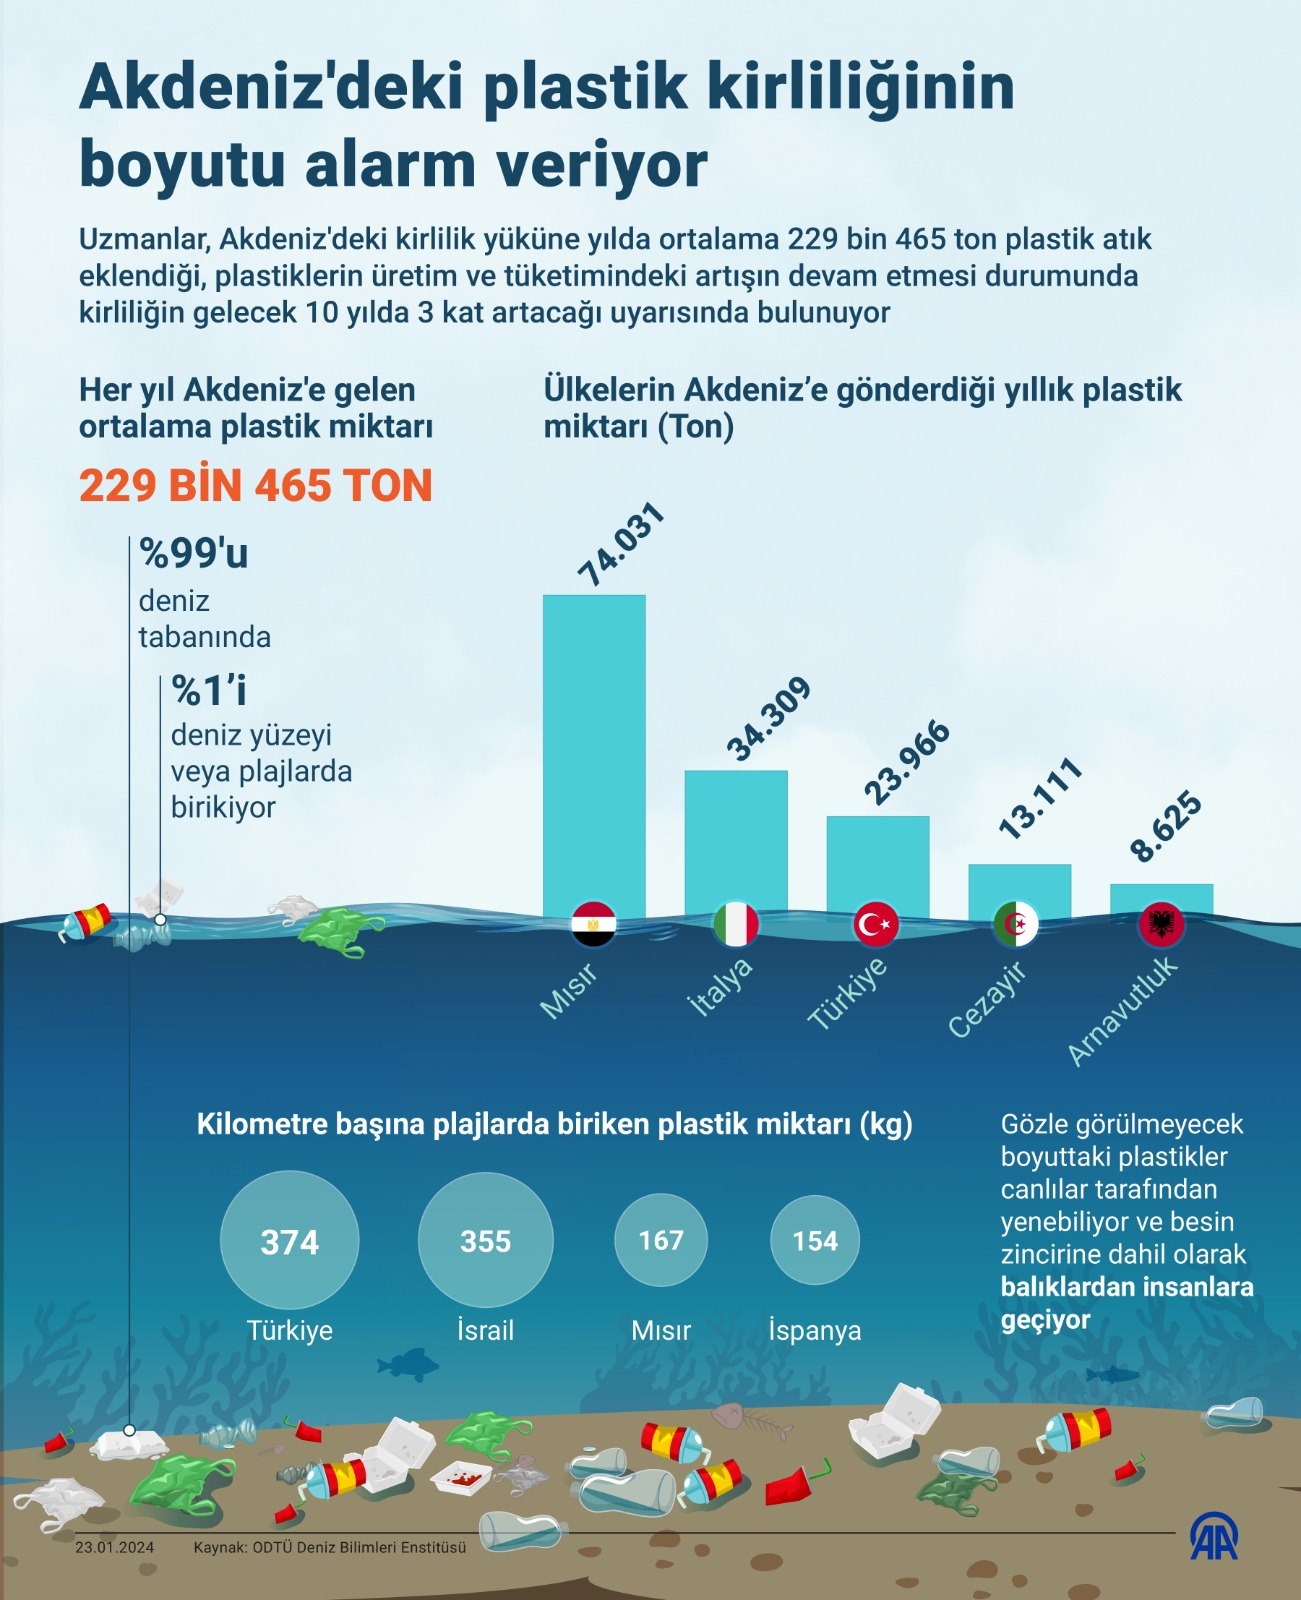 Akdeniz'deki plastik kirliliğinin
boyutu alarm veriyor
Uzmanlar, Akdeniz'deki kirlilik yüküne yılda ortalama 229 bin 465 ton plastik atık
eklendiği, plastiklerin üretim ve tüketimindeki artışın devam etmesi durumunda
kirliliğin gelecek 10 yılda 3 kat artacağı uyarısında bulunuyor
Her yıl Akdeniz'e gelen
ortalama plastik miktarı
229 BİN 465 TON
%99'u
deniz
tabanında
%1’i
deniz yüzeyi
veya plajlarda
birikiyor
Ülkelerin Akdeniz’e gönderdiği yıllık plastik
miktarı (Ton)
74.031
34.309
23.966
13.111
8.625
Mısır
İtalya
Türkiye
Cezayir
Arnavutluk
Kilometre başına plajlarda biriken plastik miktarı (kg)
374
355
167
154
Türkiye
İsrail
Mısır
İspanya
Gözle görülmeyecek
boyuttaki plastikler
canlılar tarafından
yenebiliyor ve besin
zincirine dahil olarak
balıklardan insanlara
geçiyor
23.01.2024
Kaynak: ODTÜ Deniz Bilimleri Enstitüsü
AA